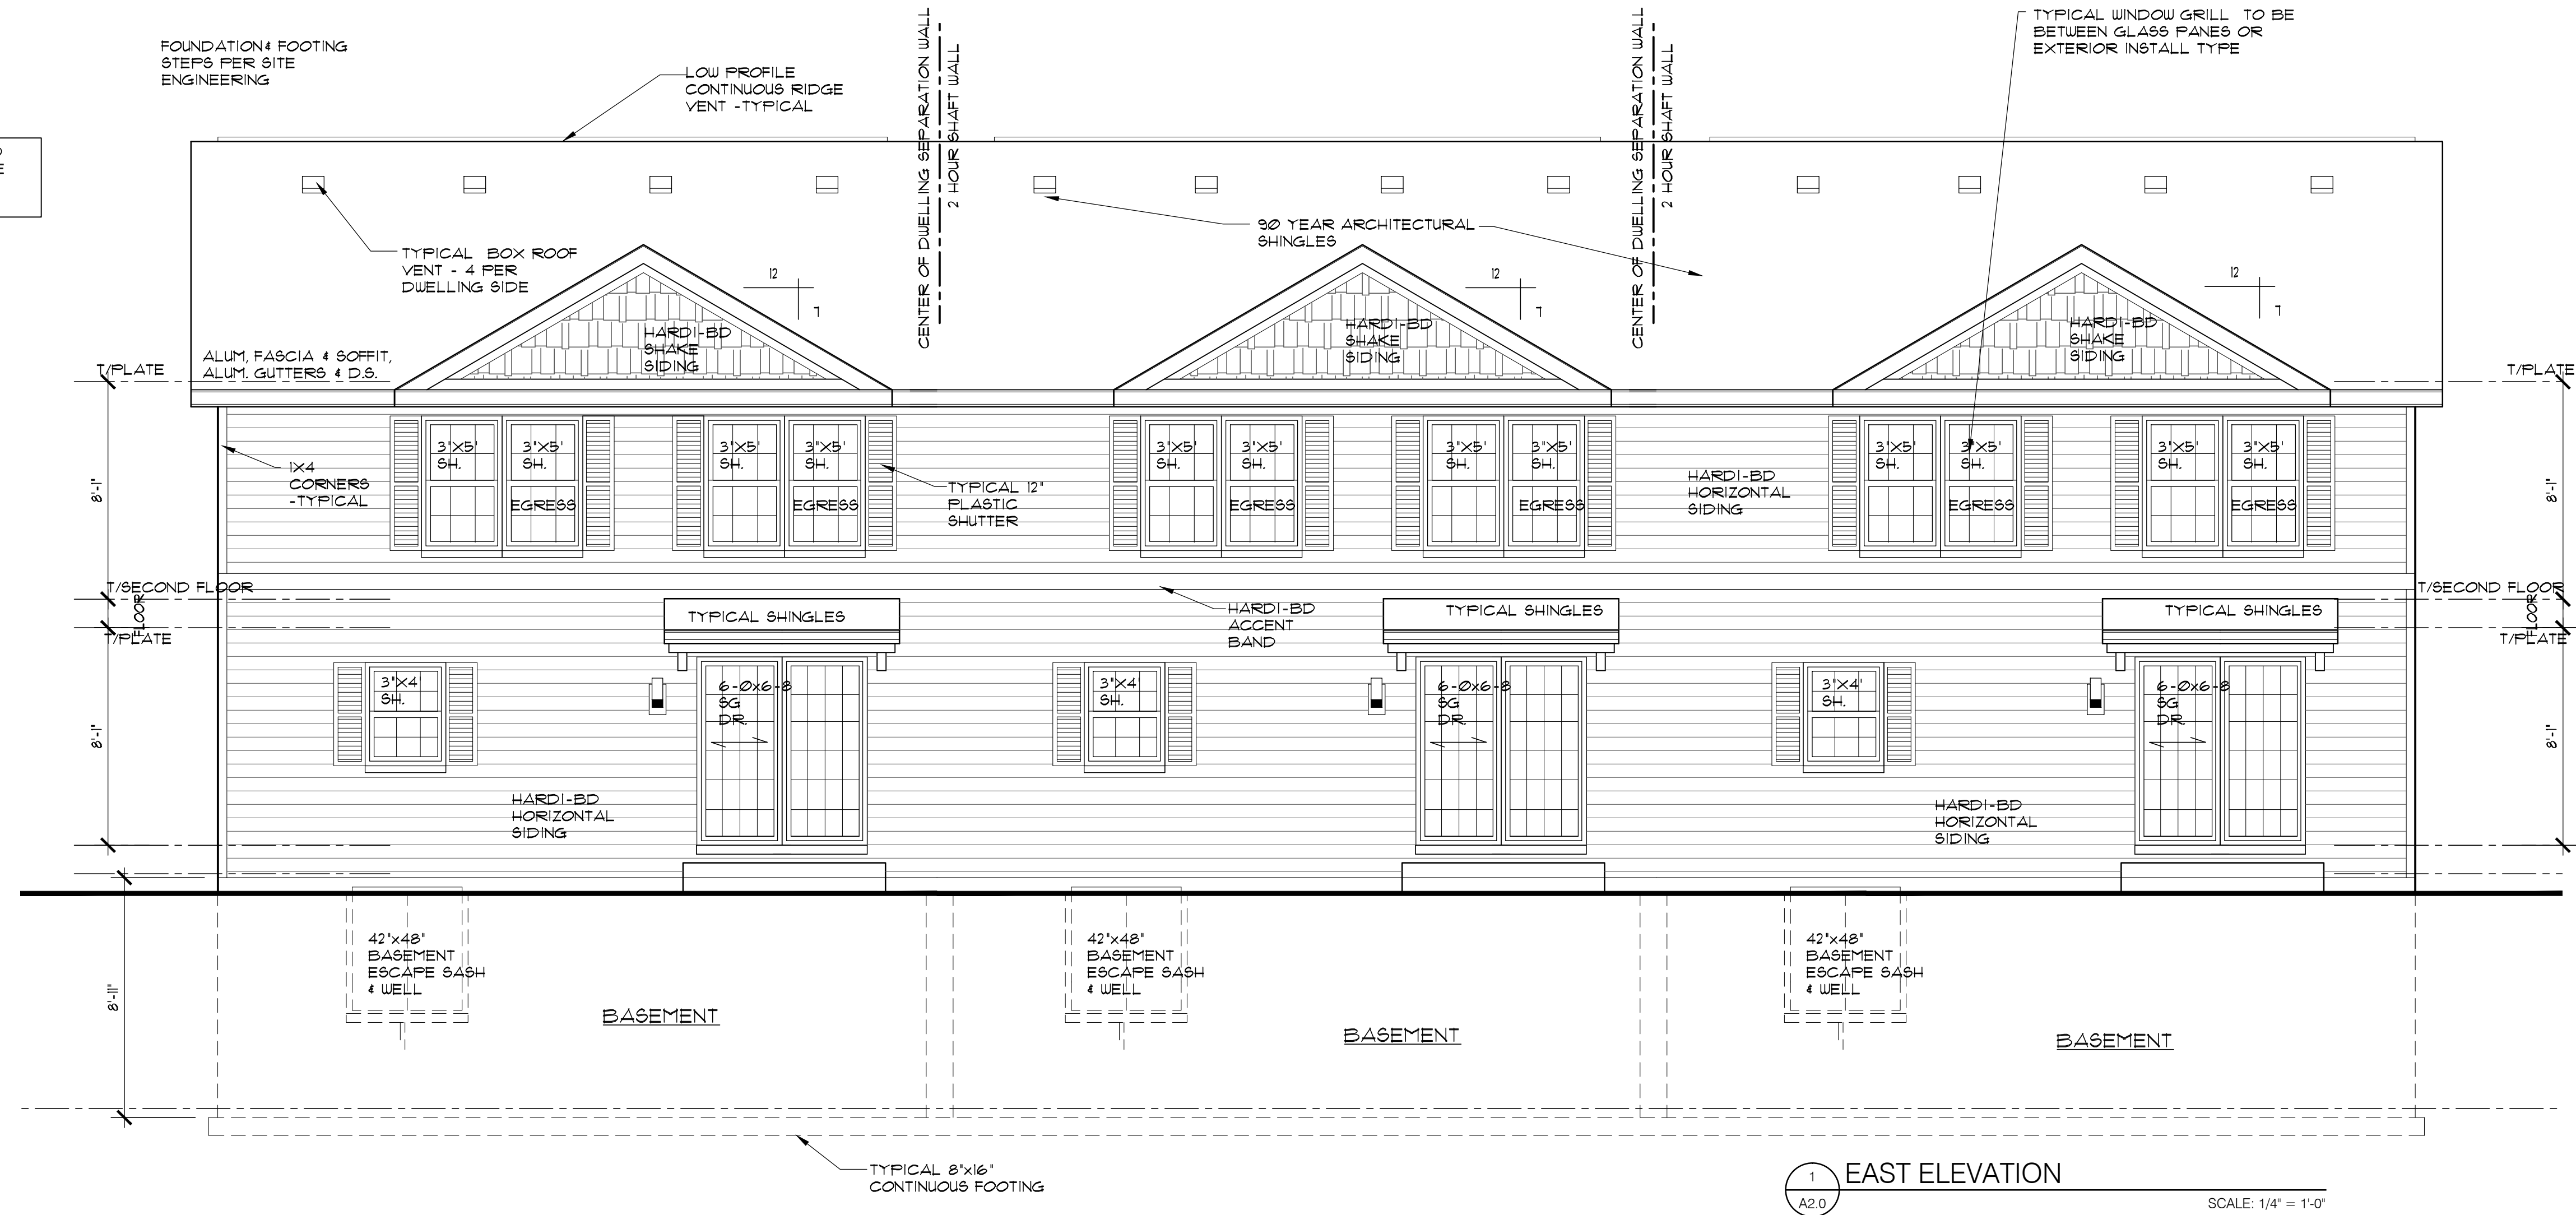 FOUNDATION & FOOTING
STEPS PER SITE
ENGINEERING
LOW PROFILE
CONTINUOUS RIDGE
VENT -TYPICAL
CENTER OF DWELLING SEPARATION WALL
2 HOUR SHAFT WALL
CENTER OF DWELLING SEPARATION WALL
2 HOUR SHAFT WALL
TYPICAL WINDOW GRILL TO BE
BETWEEN GLASS PANES OR
EXTERIOR INSTALL TYPE
TYPICAL BOX ROOF
VENT - 4 PER
DWELLING SIDE
90 YEAR ARCHITECTURAL
SHINGLES
12
7
12
7
12
7
HARDI-BD
SHAKE
SIDING
HARDI-BD
SHAKE
SIDING
HARDI-BD
SHAKE
SIDING
ALUM, FASCIA & SOFFIT,
ALUM. GUTTERS & D.S.
T/PLATE
T/PLATE
3"X5'
SH.
3"X5'
SH.
EGRESS
3"X5'
SH.
3"X5'
SH.
EGRESS
3"X5'
SH.
3"X5'
SH.
EGRESS
3"X5'
SH.
3"X5'
SH.
EGRESS
3"X5'
SH.
3"X5'
SH.
EGRESS
3"X5'
SH.
3"X5'
SH.
EGRESS
1X4
CORNERS
-TYPICAL
TYPICAL 12"
PLASTIC
SHUTTER
HARDI-BD
HORIZONTAL
SIDING
8'-1"
8'-1"
T/SECOND FLOOR
FLOOR
T/PLATE
T/SECOND FLOOR
FLOOR
T/PLATE
TYPICAL SHINGLES
TYPICAL SHINGLES
TYPICAL SHINGLES
HARDI-BD
ACCENT
BAND
3"X4'
SH.
6-0x6-8
SG
DR.
3"X4'
SH.
6-0x6-8
SG
DR.
3"X4'
SH.
6-0x6-8
SG
DR.
8'-1"
8'-1"
HARDI-BD
HORIZONTAL
SIDING
HARDI-BD
HORIZONTAL
SIDING
42"x48"
BASEMENT
ESCAPE SASH
& WELL
42"x48"
BASEMENT
ESCAPE SASH
& WELL
42"x48"
BASEMENT
ESCAPE SASH
& WELL
8'-11"
BASEMENT
BASEMENT
BASEMENT
TYPICAL 8"x16"
CONTINUOUS FOOTING
1
A2.0
EAST ELEVATION
SCALE: 1/4" = 1'-0"